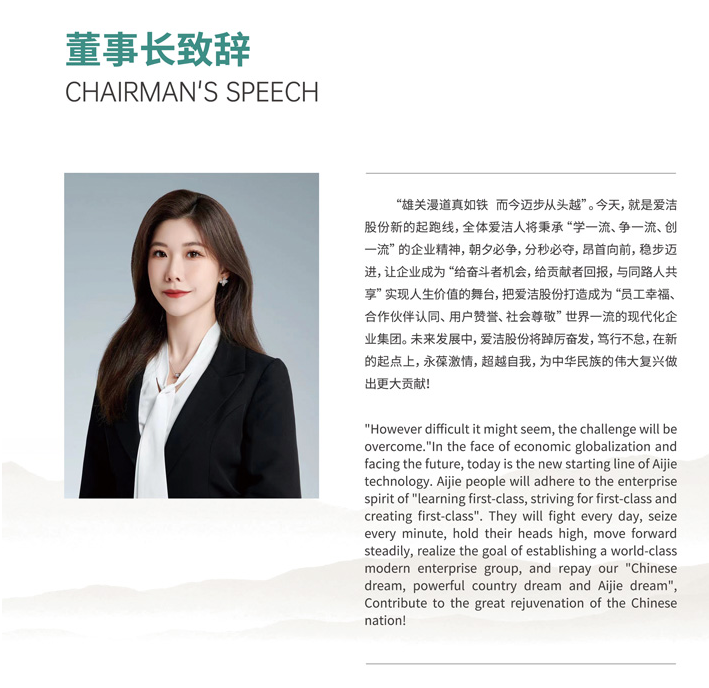 董事长致辞
CHAIRMAN'S SPEECH
“雄关漫道真如铁 而今迈步从头越”。今天，就是爱洁
股份新的起跑线，全体爱洁人将秉承“学一流、争一流、创
一流”的企业精神，朝夕必争，分秒必夺，昂首向前，稳步迈
进，让企业成为“给奋斗者机会，给贡献者回报，与同路人共
享”实现人生价值的舞台，把爱洁股份打造成为“员工幸福、
合作伙伴认同、用户赞誉、社会尊敬”世界一流的现代化企
业集团。未来发展中，爱洁股份将踔厉奋发，笃行不怠，在新
的起点上，永葆激情，超越自我，为中华民族的伟大复兴做
出更大贡献!
"However difficult it might seem, the challenge will be
overcome."In the face of economic globalization and
facing the future, today is the new starting line of Aijie
technology. Aijie people will adhere to the enterprise
spirit of "learning first-class, striving for first-class and
creating first-class". They will fight every day, seize
every minute, hold their heads high, move forward
steadily, realize the goal of establishing a world-class
modern enterprise group, and repay our "Chinese
dream, powerful country dream and Aijie dream",
Contribute to the great rejuvenation of the Chinese
nation!